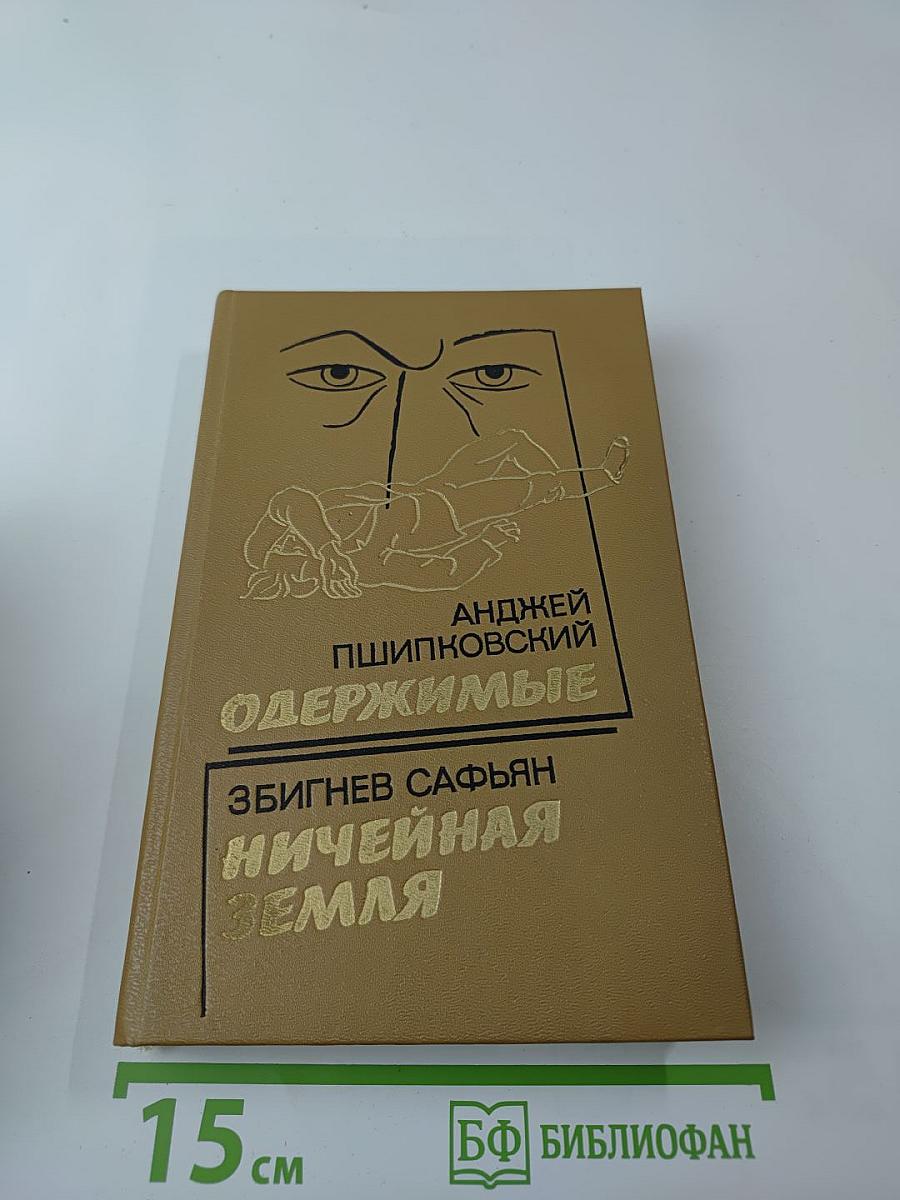 АНДЖЕЙ
ПШИПКОВСКИЙ
ОДЕРЖИМЫЕ
ЗБИГНЕВ САФЬЯН
НИЧЕЙНАЯ
ЗЕМЛЯ
15 см
БФ БИБЛИОФАН